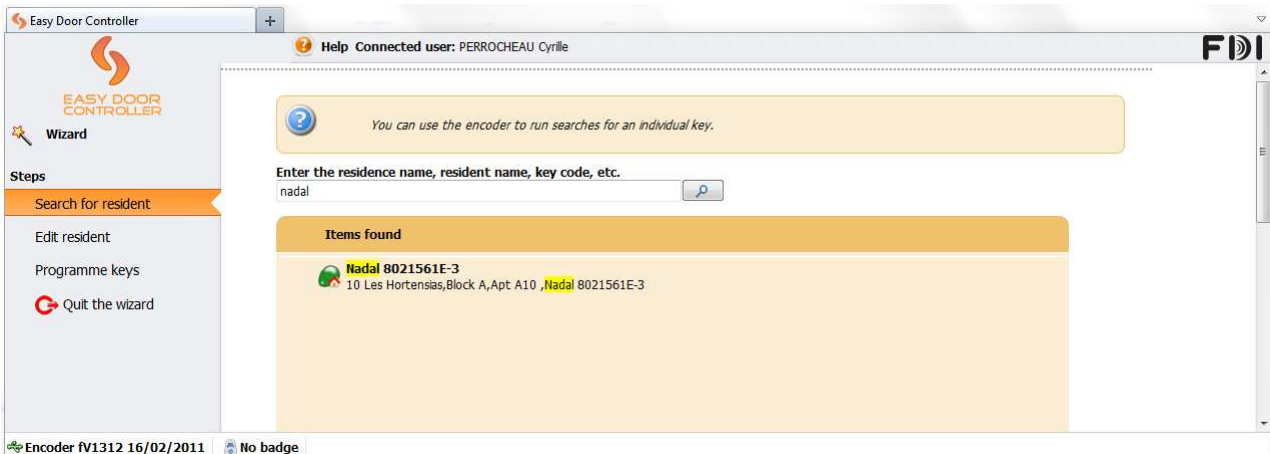 Easy Door Controller
+
Help Connected user: PERROCHEAU Cyrille
FDI
EASY DOOR
CONTROLLER
Wizard
You can use the encoder to run searches for an individual key.
Steps
Enter the residence name, resident name, key code, etc.
nadal
Search for resident
Edit resident
Items found
Programme keys
Nadal 8021561E-3
10 Les Hortensias,Block A,Apt A10 ,Nadal 8021561E-3
Quit the wizard
Encoder fV1312 16/02/2011
No badge